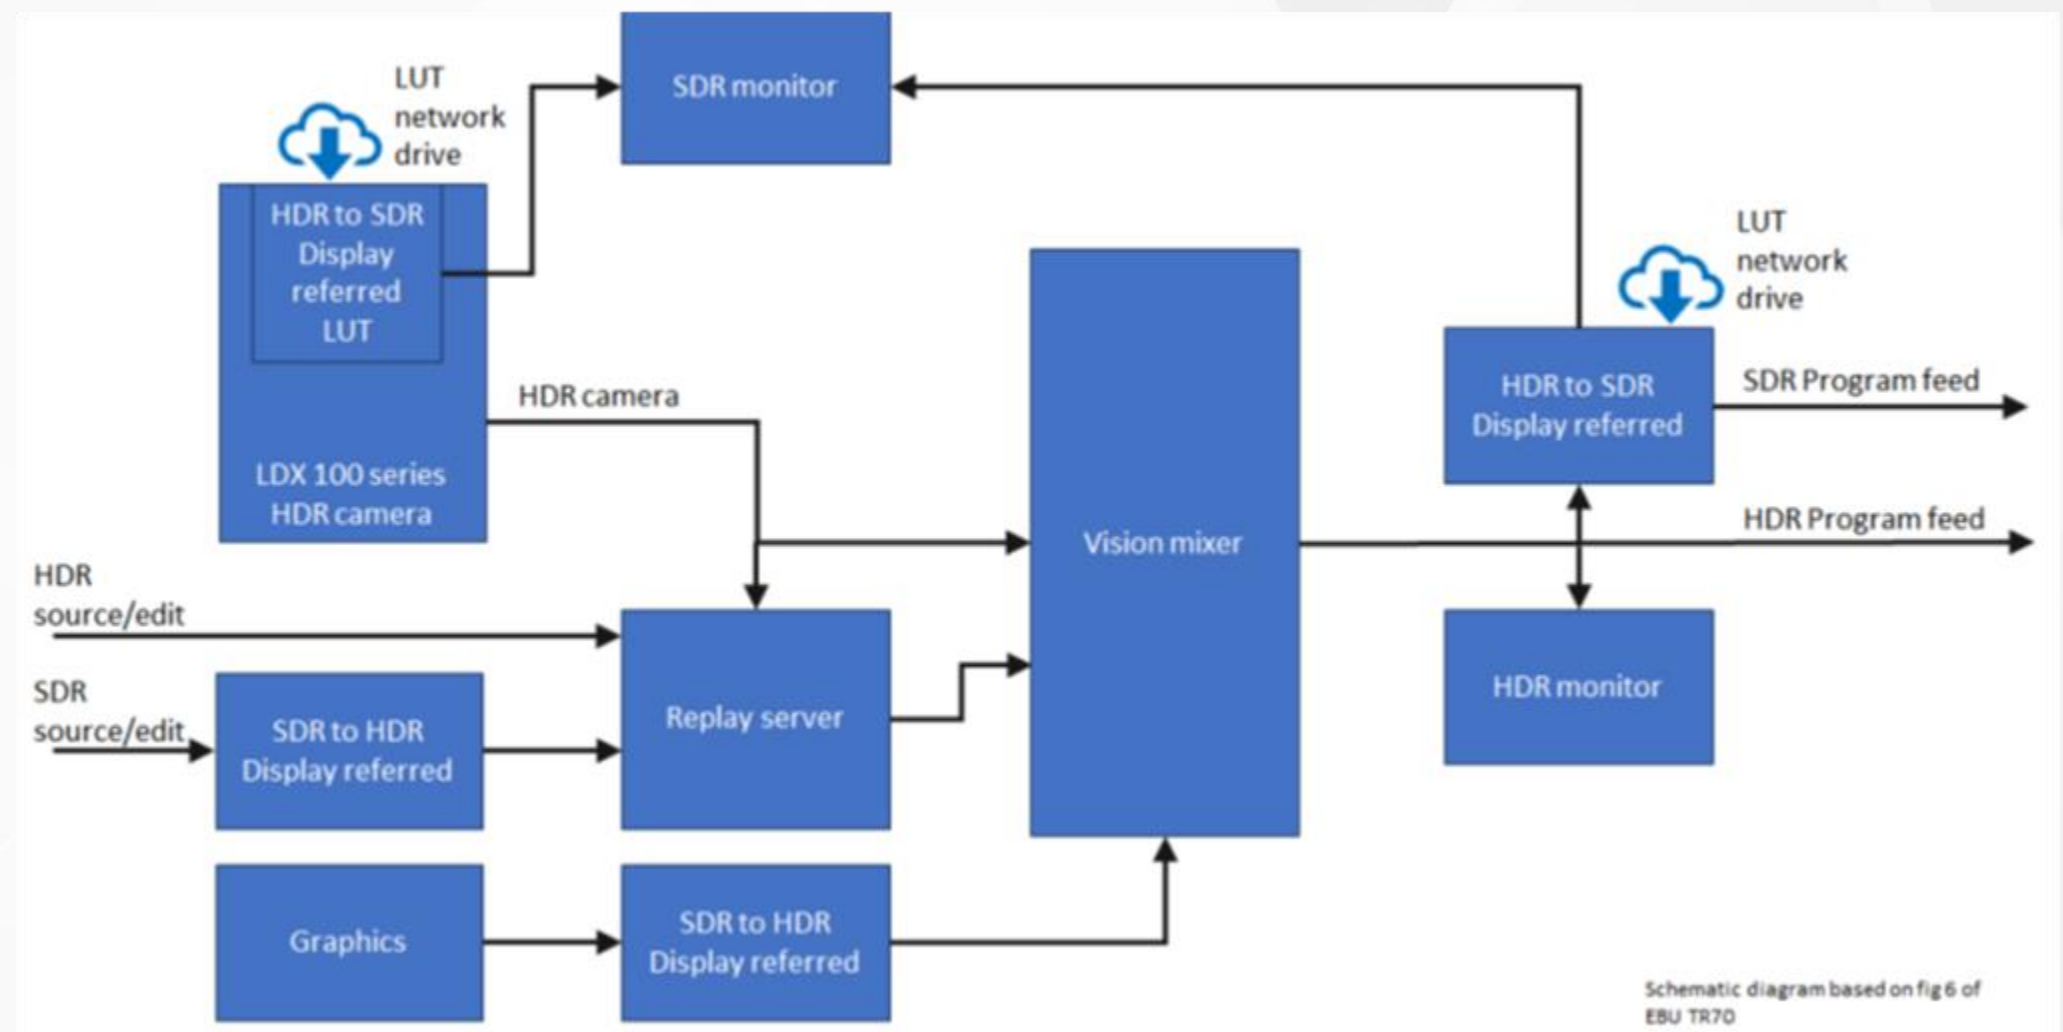 LUT
network
drive
SDR monitor
HDR to SDR
Display
referred
LUT
LUT
network
drive
HDR camera
HDR to SDR
Display referred
SDR Program feed
LDX 100 series
HDR camera
HDR Program feed
Vision mixer
HDR
source/edit
SDR
source/edit
SDR to HDR
Display referred
Replay server
HDR monitor
Graphics
SDR to HDR
Display referred
Schematic diagram based on fig 6 of
EBU TR70